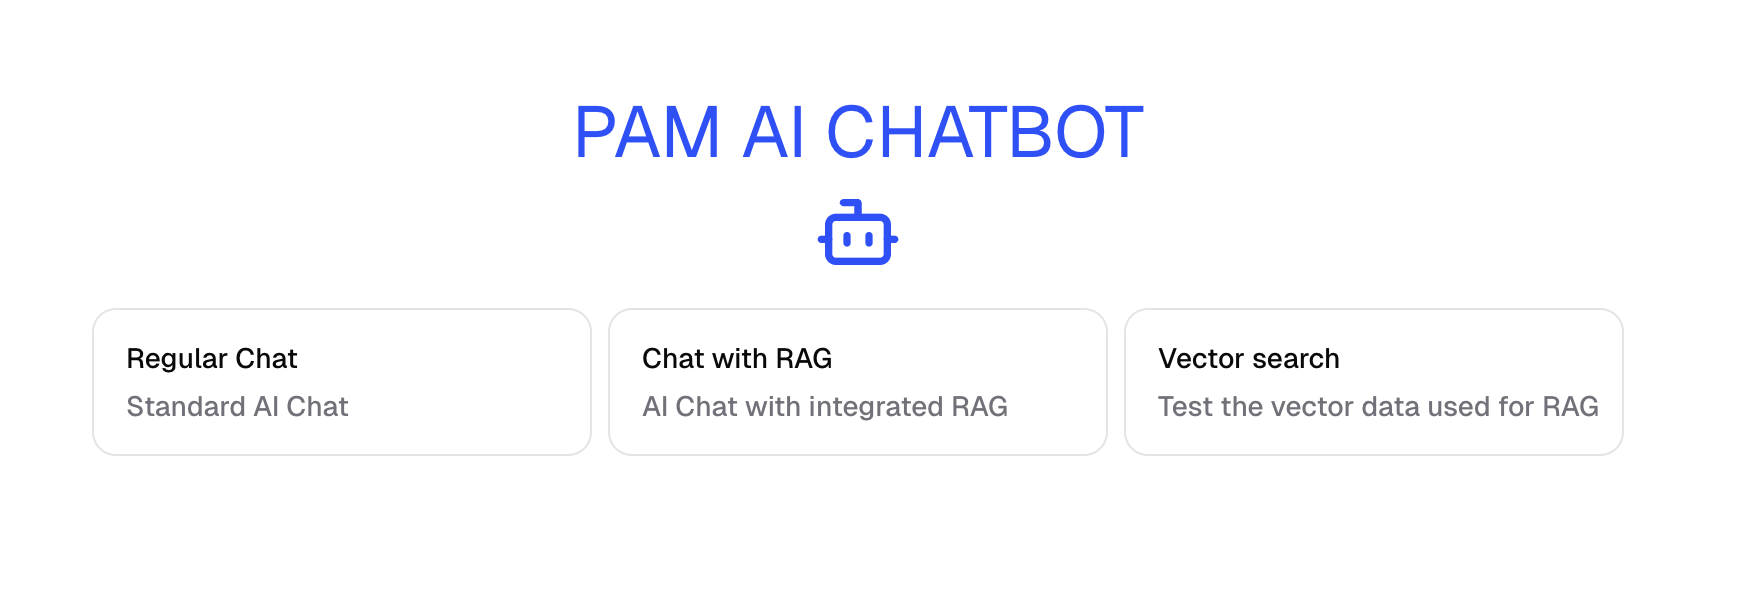 PAM AI CHATBOT
Regular Chat
Standard AI Chat
Chat with RAG
AI Chat with integrated RAG
Vector search
Test the vector data used for RAG